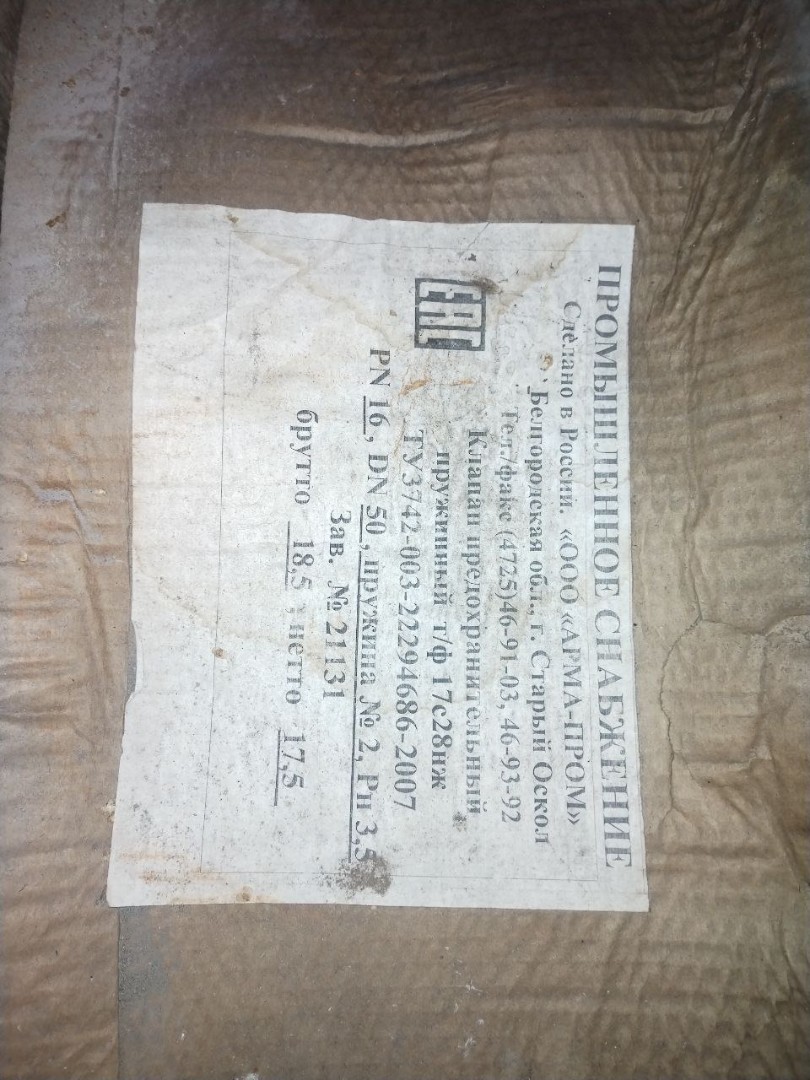 ПРОМЫШЛЕННОЕ СНАБЖЕНИЕ
Сделано в России. «ООО «АРМА-ПРОМ»
Белгородская обл., г. Старый Оскол
Тел./факс (4725)46-91-03, 46-93-92
Клапан предохранительный
пружинный т/ф 17с28нж
ТУ3742-003-22294686-2007
PN 16, DN 50, пружина № 2, Рн 3,5
Зав. № 21131
брутто 18,5, нетто 17,5
EAC